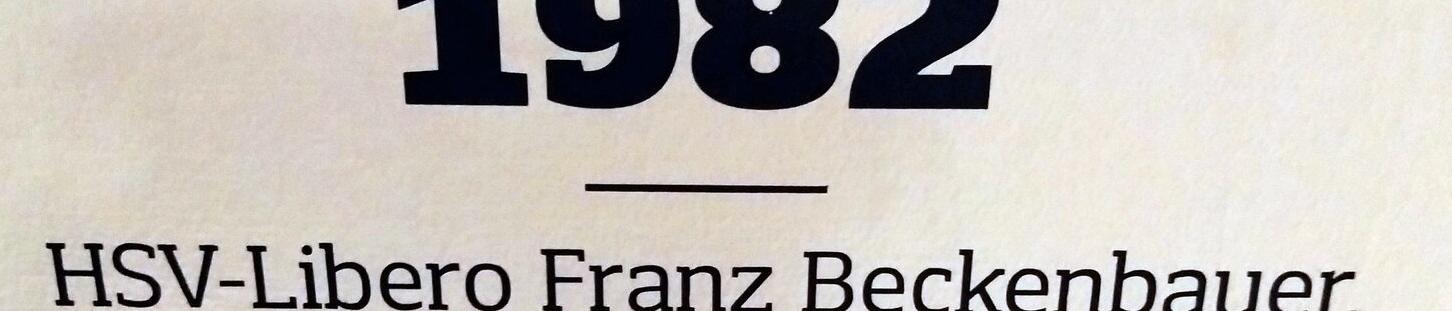 1982
HSV-Libero Franz Beckenbauer.